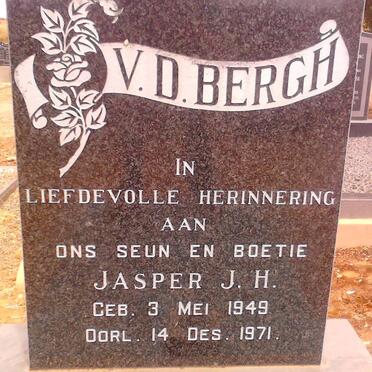 V.D.BERGH
IN
LIEFDEVOLLE HERINNERING
AAN
ONS SEUN EN BOETIE
JASPER J.H.
GEB. 3 MEI 1949
OORL. 14 DES. 1971.